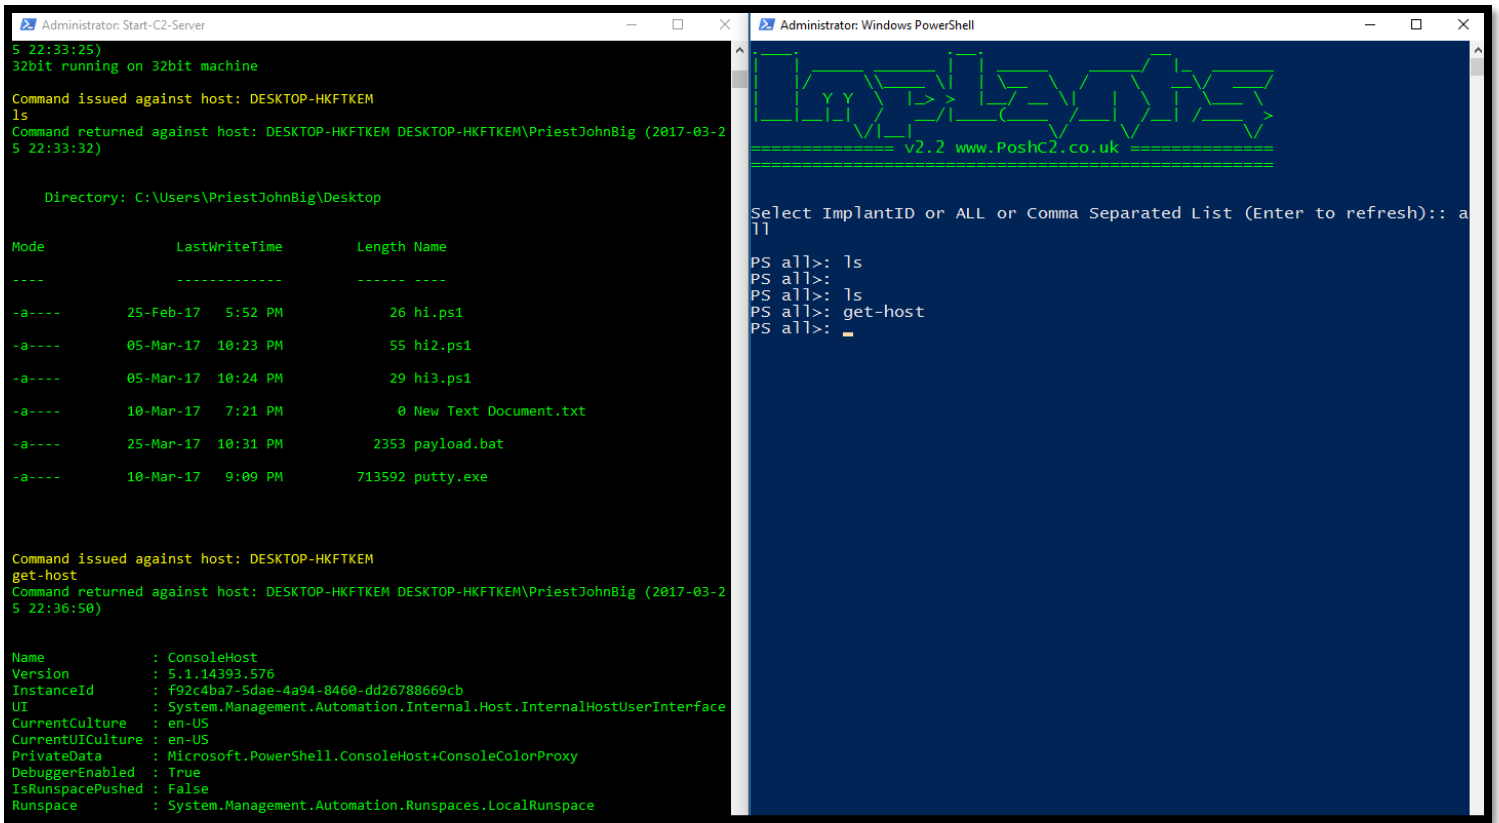 Administrator: Start-C2-Server
5 22:33:25)
32bit running on 32bit machine
Command issued against host: DESKTOP-HKFTKEM
ls
Command returned against host: DESKTOP-HKFTKEM DESKTOP-HKFTKEM\PriestJohnBig (2017-03-2
5 22:33:32)
Directory: C:\Users\PriestJohnBig\Desktop
Mode LastWriteTime Length Name
---- ------------- ------ ----
-a---- 25-Feb-17 5:52 PM 26 hi.ps1
-a---- 05-Mar-17 10:23 PM 55 hi2.ps1
-a---- 05-Mar-17 10:24 PM 29 hi3.ps1
-a---- 10-Mar-17 7:21 PM 0 New Text Document.txt
-a---- 25-Mar-17 10:31 PM 2353 payload.bat
-a---- 10-Mar-17 9:09 PM 713592 putty.exe
Command issued against host: DESKTOP-HKFTKEM
get-host
Command returned against host: DESKTOP-HKFTKEM DESKTOP-HKFTKEM\PriestJohnBig (2017-03-2
5 22:36:50)
Name : ConsoleHost
Version : 5.1.14393.576
InstanceId : f92c4ba7-5dae-4a94-8460-dd26788669cb
UI : System.Management.Automation.Internal.Host.InternalHostUserInterface
CurrentCulture : en-US
CurrentUICulture : en-US
PrivateData : Microsoft.PowerShell.ConsoleHost+ConsoleColorProxy
DebuggerEnabled : True
IsRunspacePushed : False
Runspace : System.Management.Automation.Runspaces.LocalRunspace
Administrator: Windows PowerShell
Implants
============== v2.2 www.PoshC2.co.uk ==============
Select ImplantID or ALL or Comma Separated List (Enter to refresh):: a
ll
PS all>: ls
PS all>:
PS all>: ls
PS all>: get-host
PS all>: